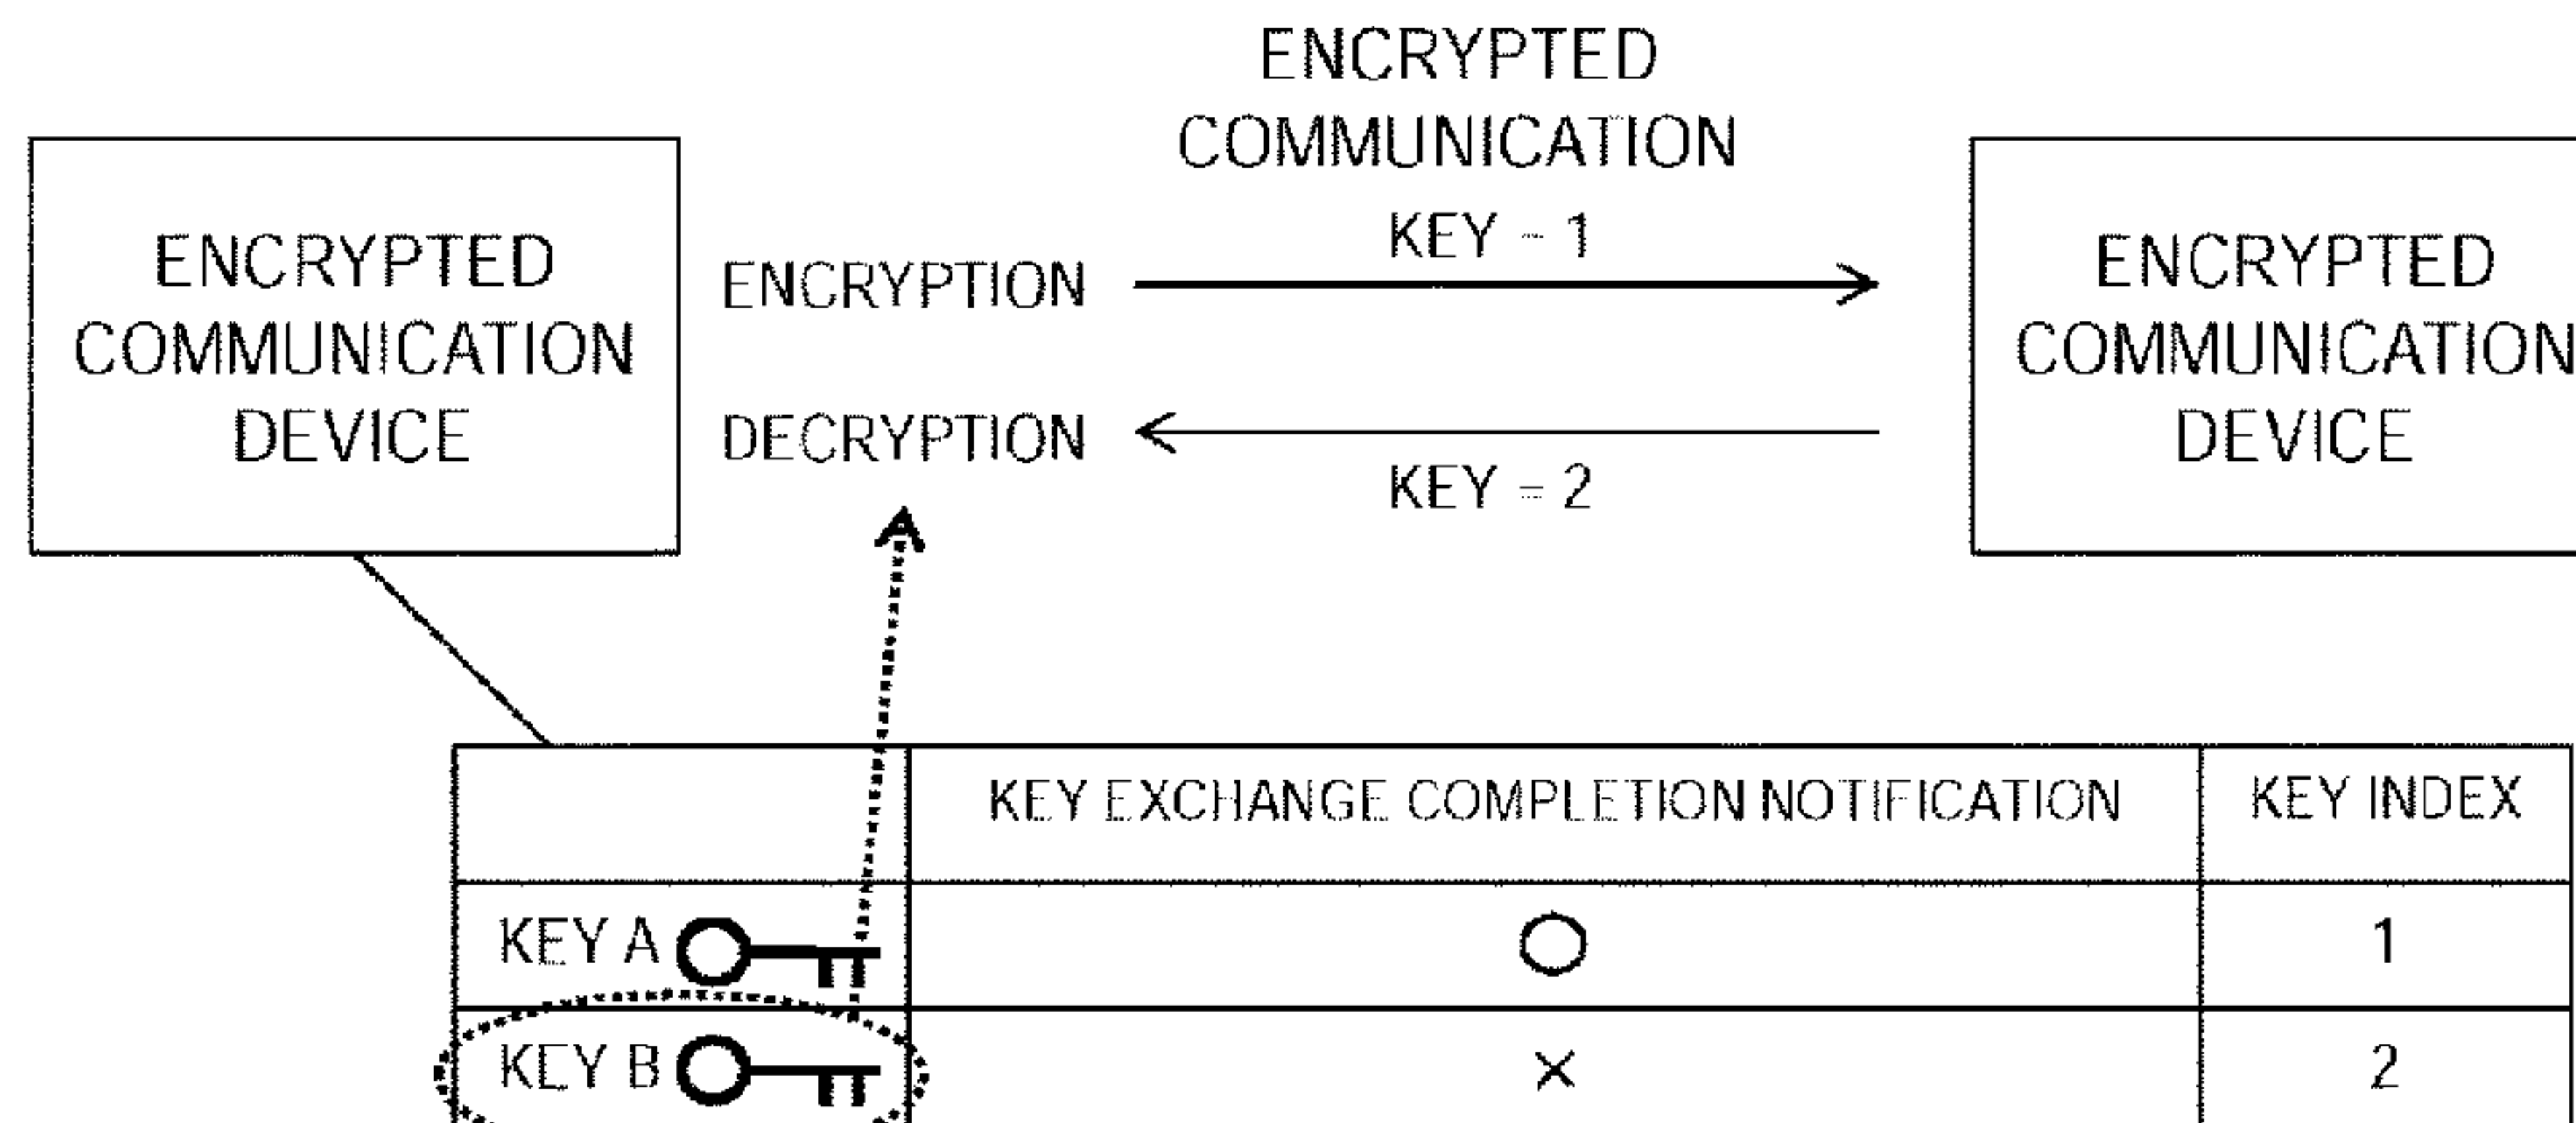 ENCRYPTED
COMMUNICATION
KEY = 1
ENCRYPTED
COMMUNICATION
DEVICE
ENCRYPTION
DECRYPTION
KEY = 2
ENCRYPTED
COMMUNICATION
DEVICE
KEY EXCHANGE COMPLETION NOTIFICATION KEY INDEX
KEY A ○ 1
KEY B × 2